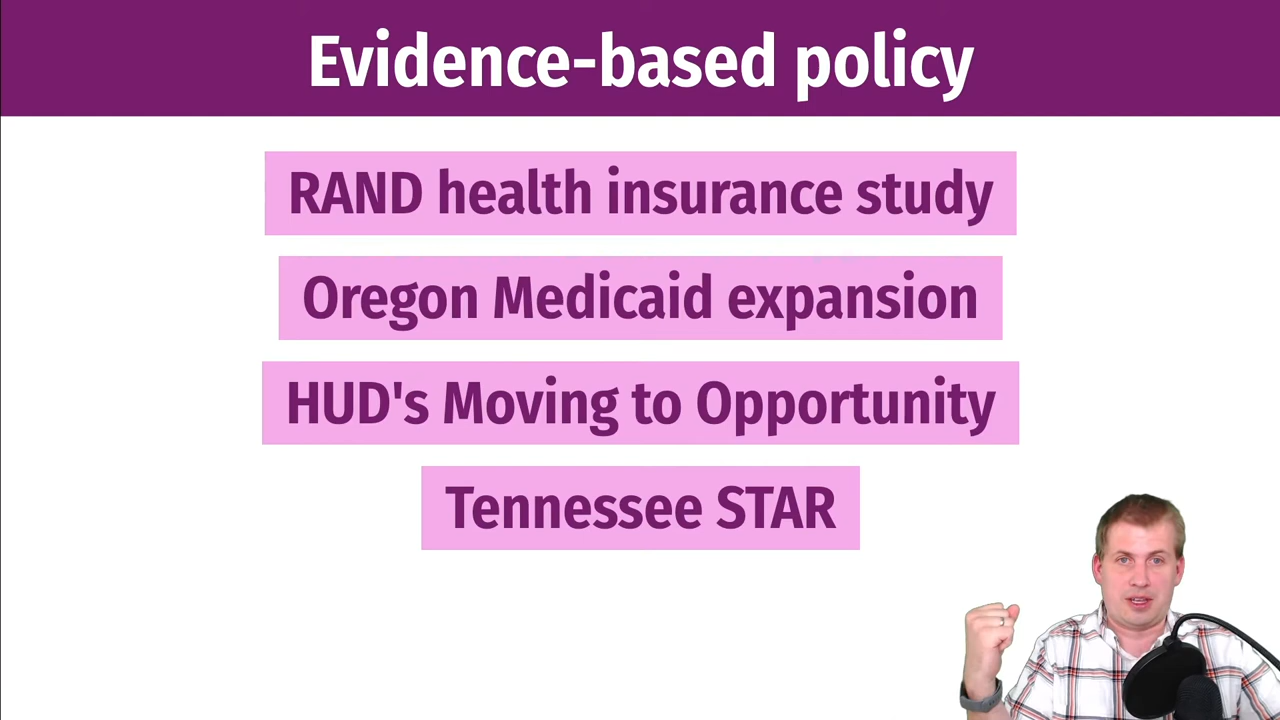 Evidence-based policy
RAND health insurance study
Oregon Medicaid expansion
HUD's Moving to Opportunity
Tennessee STAR